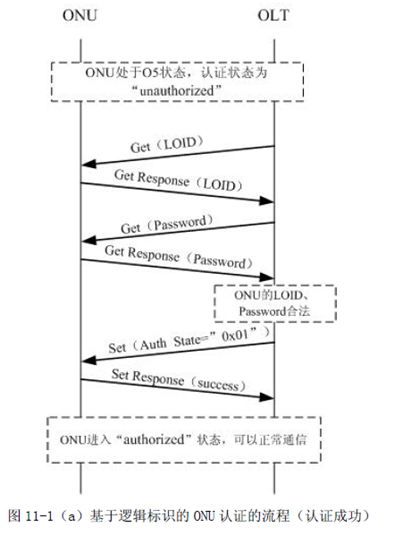 ONU OLT
ONU处于O5状态，认证状态为
“unauthorized”
Get（LOID）
Get Response（LOID）
Get（Password）
Get Response（Password）
ONU的LOID、
Password合法
Set（Auth State=”0x01”）
Set Response（success）
ONU进入“authorized”状态，可以正常通信
图 11-1（a）基于逻辑标识的 ONU 认证的流程（认证成功）